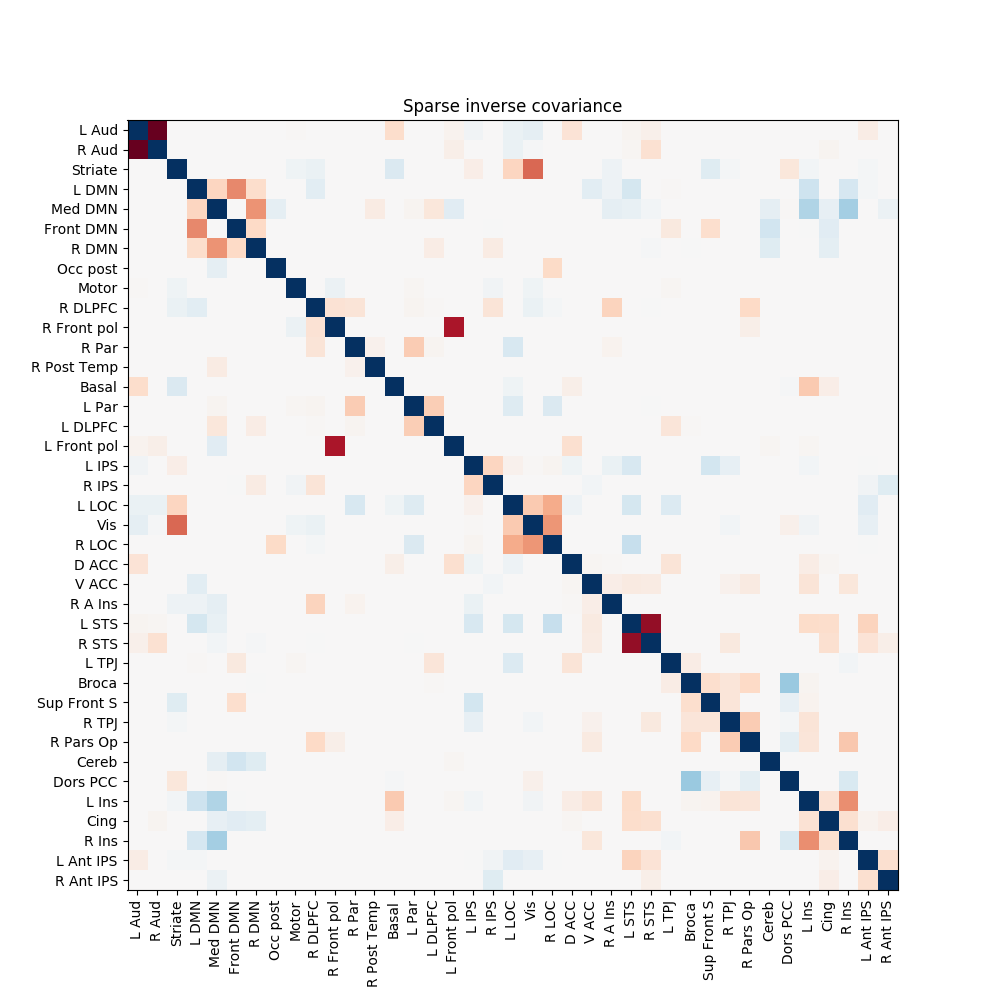 Sparse inverse covariance
L Aud
R Aud
Striate
L DMN
Med DMN
Front DMN
R DMN
Occ post
Motor
R DLPFC
R Front pol
R Par
R Post Temp
Basal
L Par
L DLPFC
L Front pol
L IPS
R IPS
L LOC
Vis
R LOC
D ACC
V ACC
R A Ins
L STS
R STS
L TPJ
Broca
Sup Front S
R TPJ
R Pars Op
Cereb
Dors PCC
L Ins
Cing
R Ins
L Ant IPS
R Ant IPS
L Aud
R Aud
Striate
L DMN
Med DMN
Front DMN
R DMN
Occ post
Motor
R DLPFC
R Front pol
R Par
R Post Temp
Basal
L Par
L DLPFC
L Front pol
L IPS
R IPS
L LOC
Vis
R LOC
D ACC
V ACC
R A Ins
L STS
R STS
L TPJ
Broca
Sup Front S
R TPJ
R Pars Op
Cereb
Dors PCC
L Ins
Cing
R Ins
L Ant IPS
R Ant IPS